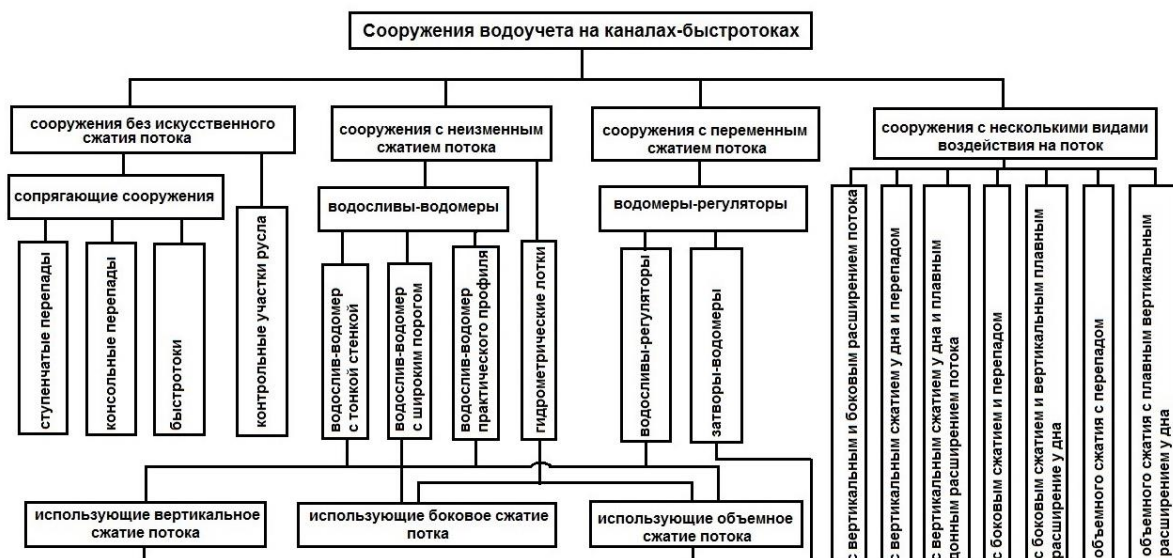 Сооружения водоучета на каналах-быстротоках
сооружения без искусственного
сжатия потока
сооружения с неизменным
сжатием потока
сооружения с переменным
сжатием потока
сооружения с несколькими видами
воздействия на поток
сопрягающие сооружения
водосливы-водомеры
водомеры-регуляторы
ступенчатые перепады
консольные перепады
быстротоки
контрольные участки русла
водослив-водомер
с тонкой стенкой
водослив-водомер
с широким порогом
водослив-водомер
практического профиля
гидрометрические лотки
водосливы-регуляторы
затворы-водомеры
с вертикальным и боковым расширением потока
с вертикальным сжатием у дна и перепадом
с вертикальным сжатием у дна и плавным
донным расширением потока
с боковым сжатием и перепадом
с боковым сжатием и вертикальным плавным
расширение у дна
объемного сжатия с перепадом
объемного сжатия с плавным вертикальным
расширением у дна
использующие вертикальное
сжатие потока
использующие боковое сжатие
потка
использующие объемное
сжатие потока